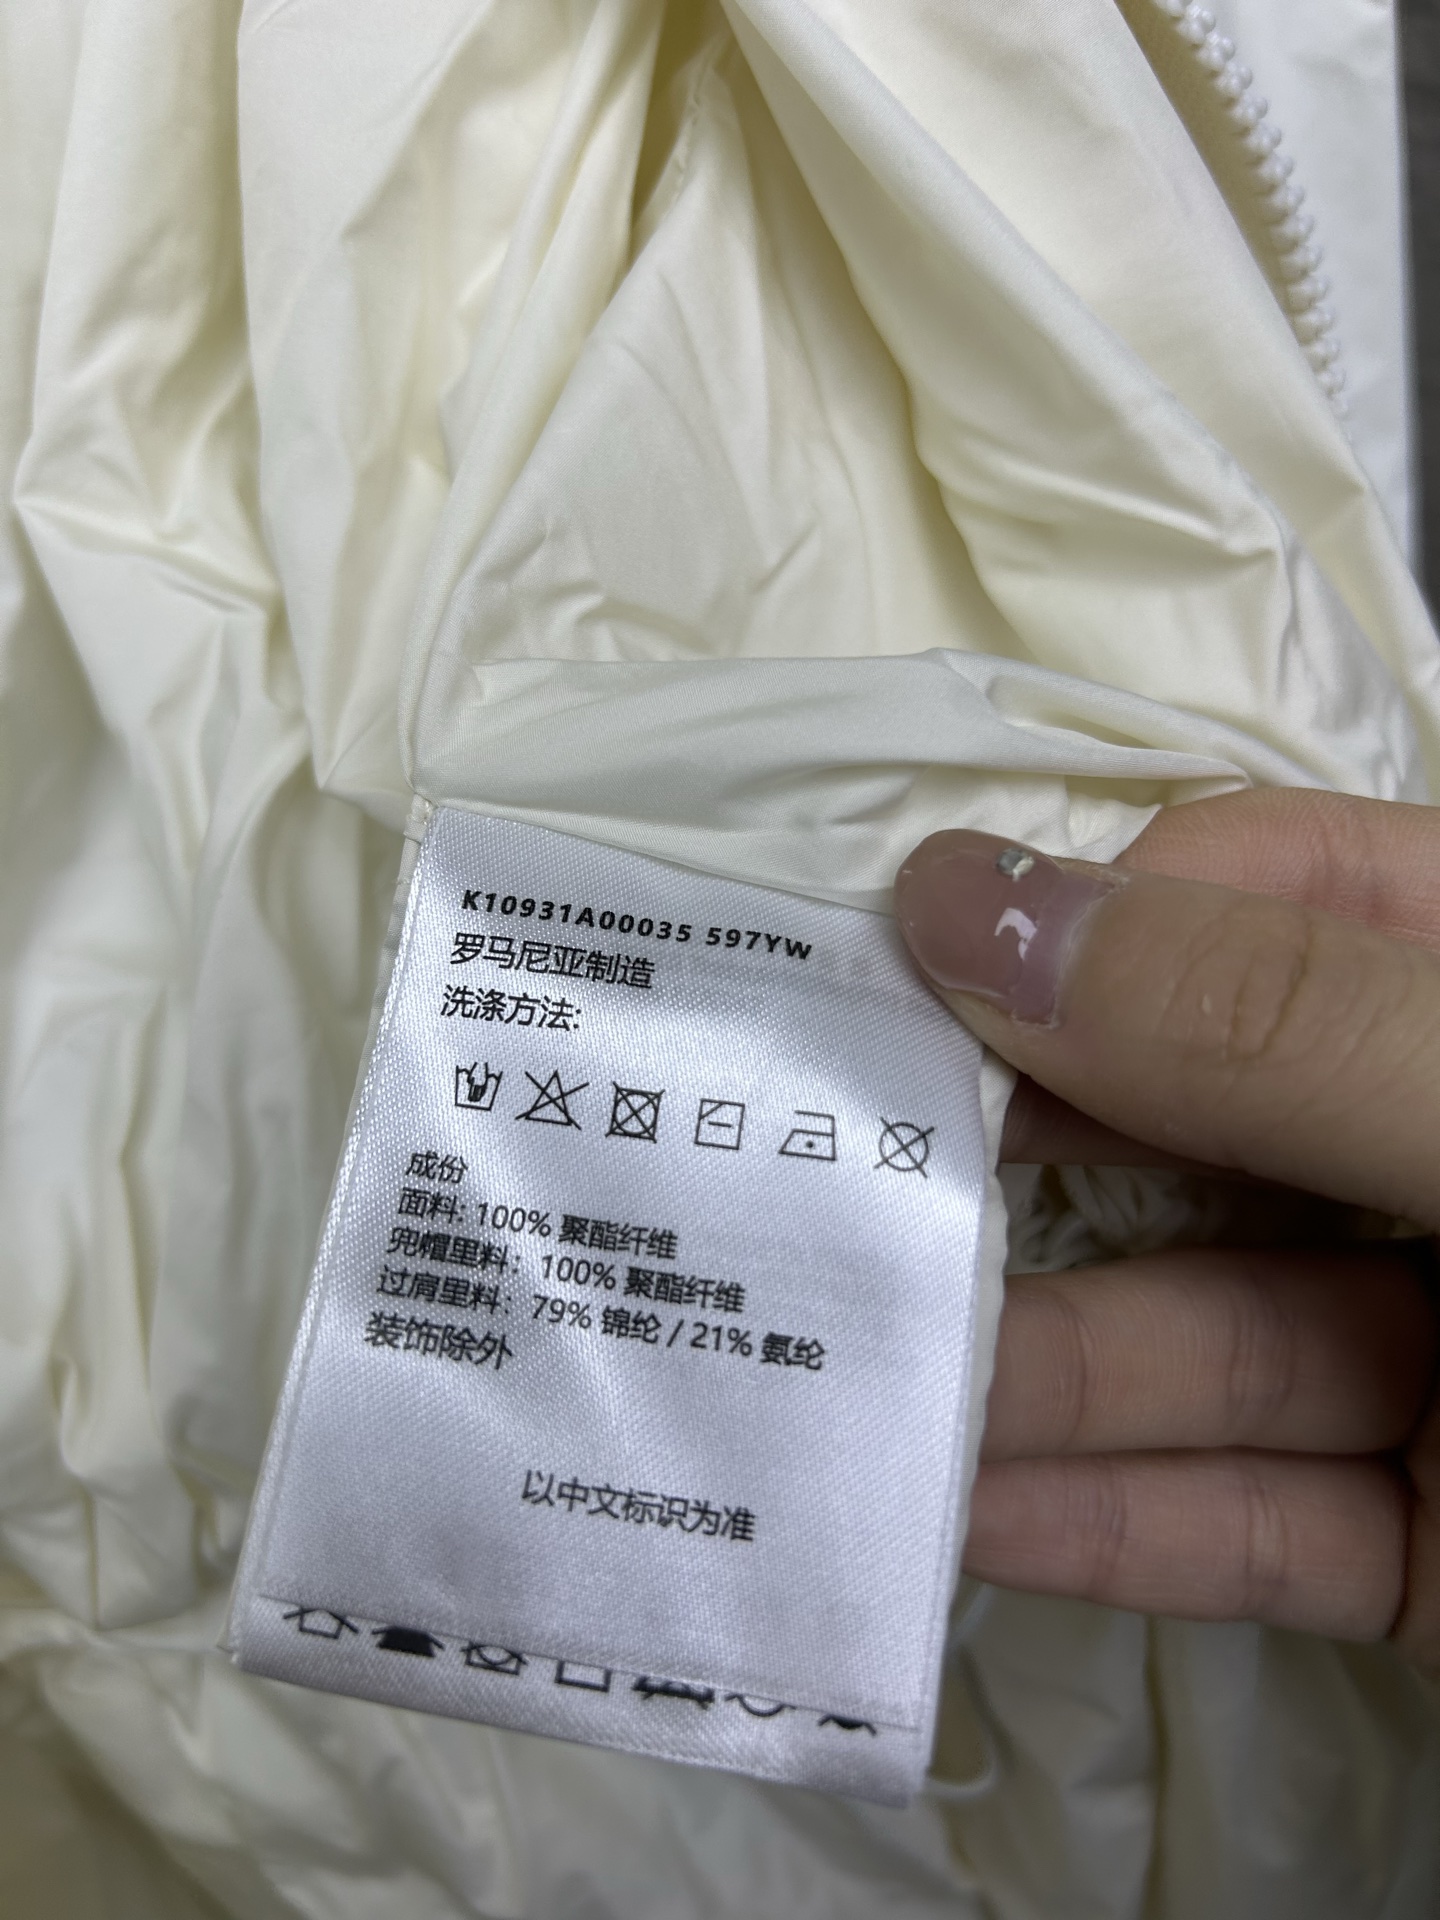 K10931A00035 597YW
罗马尼亚制造
洗涤方法:
成份
面料: 100% 聚酯纤维
兜帽里料: 100% 聚酯纤维
过肩里料: 79% 锦纶 / 21% 氨纶
装饰除外
以中文标识为准